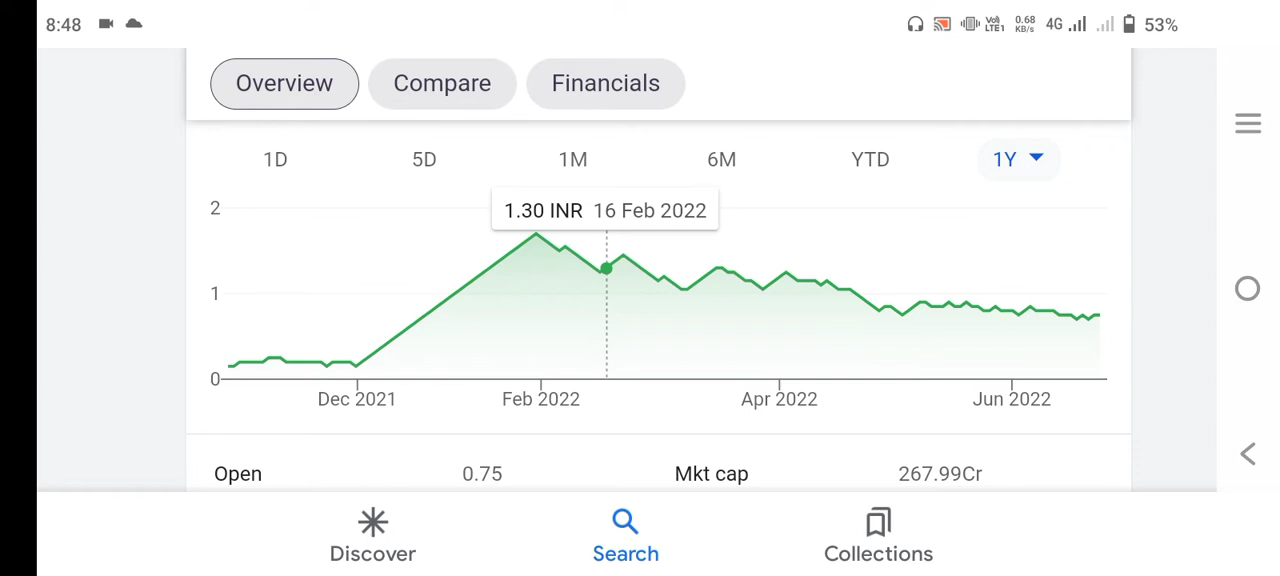 8:48 Vo) LTE1 0.68 KB/s 4G 53%
Overview Compare Financials
1D 5D 1M 6M YTD 1Y
1.30 INR 16 Feb 2022
2
1
0
Dec 2021 Feb 2022 Apr 2022 Jun 2022
Open 0.75 Mkt cap 267.99Cr
Discover Search Collections